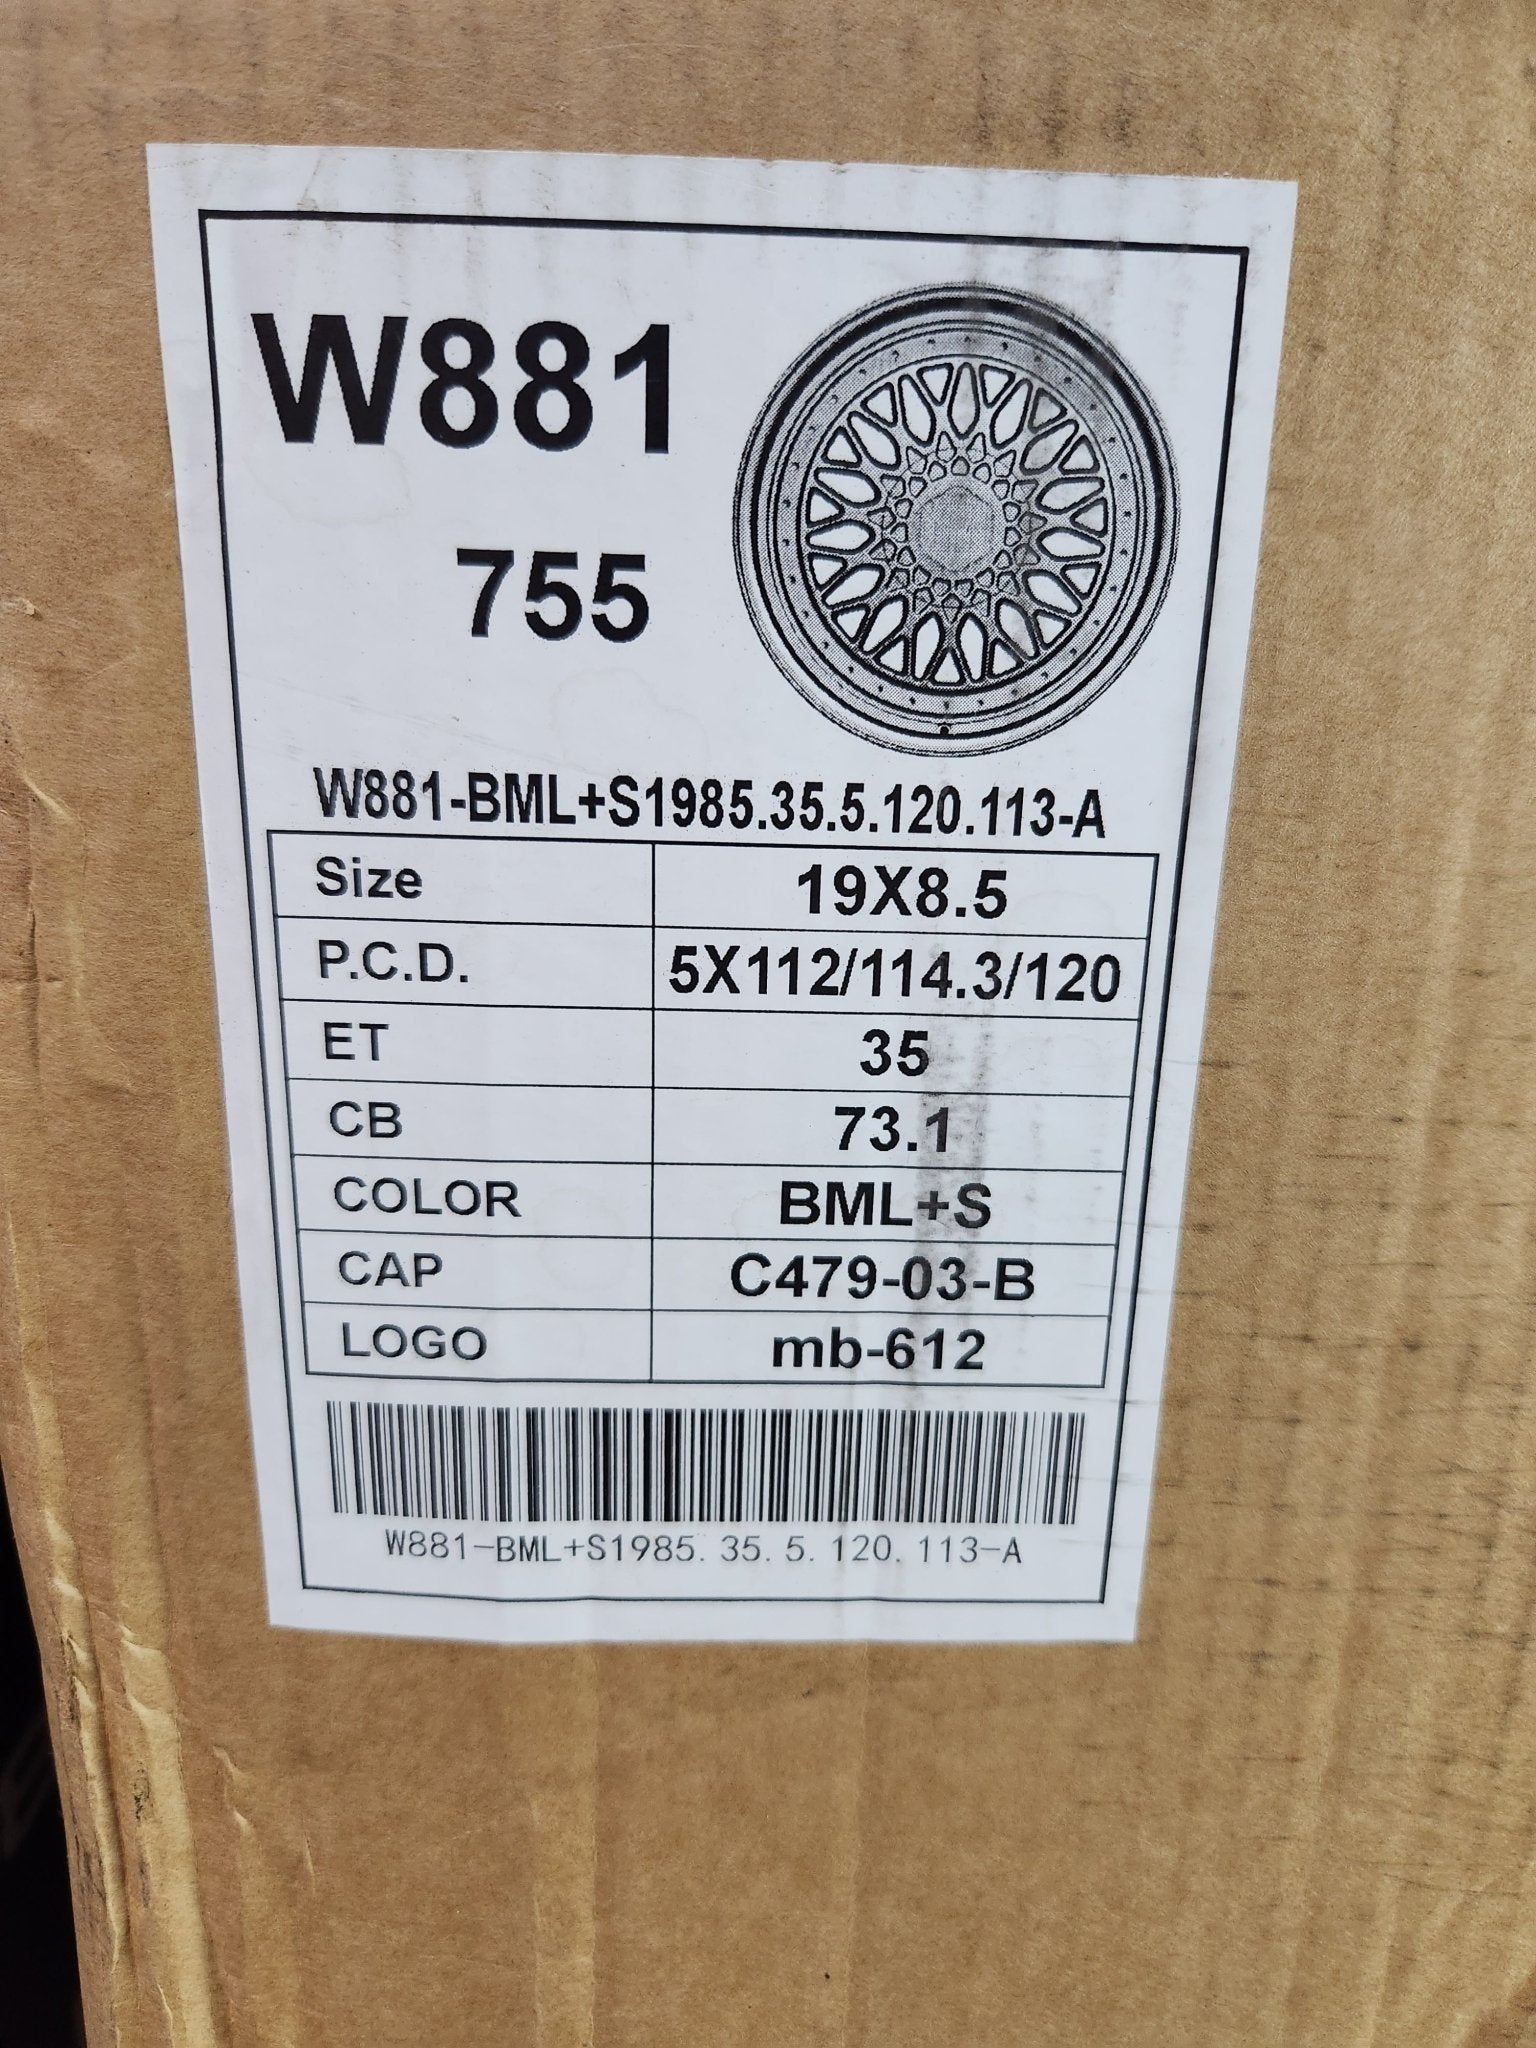 W881
755
W881-BML+S1985.35.5.120.113-A
Size 19X8.5
P.C.D. 5X112/114.3/120
ET 35
CB 73.1
COLOR BML+S
CAP C479-03-B
LOGO mb-612
W881-BML+S1985.35.5.120.113-A